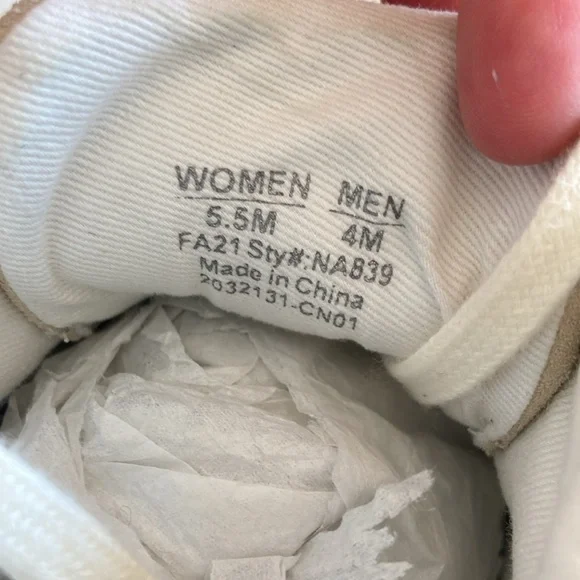 WOMEN MEN
5.5M 4M
FA21 Sty#:NA839
Made in China
2032131-CN01